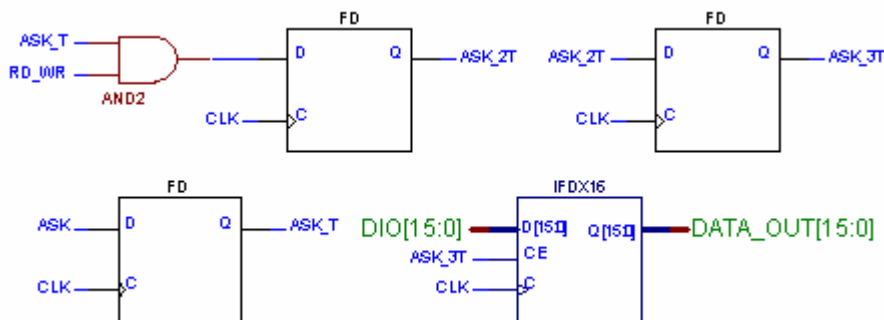 FD
FD
ASK_T
D
Q
ASK_2T
ASK_2T
D
Q
ASK_3T
RD_WR
AND2
CLK
C
CLK
C
FD
IFDX16
ASK
D
Q
ASK_T
DIO[15:0]
D[15:0]
Q[15:0]
DATA_OUT[15:0]
ASK_3T
CE
CLK
C
CLK
C